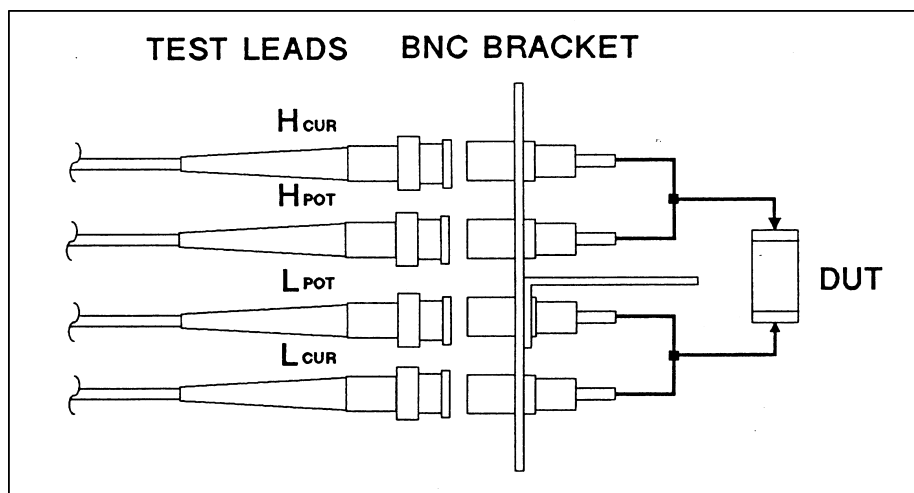 TEST LEADS BNC BRACKET
HCUR
HPOT
LPOT
DUT
LCUR